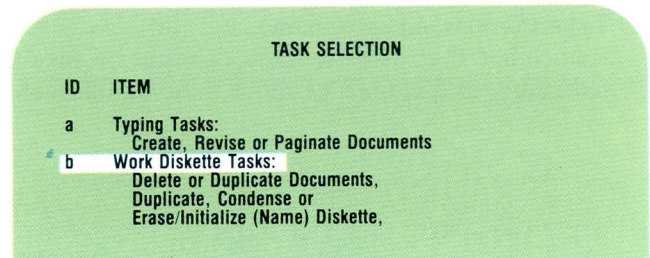 TASK SELECTION
ID ITEM
a Typing Tasks:
Create, Revise or Paginate Documents
b Work Diskette Tasks:
Delete or Duplicate Documents,
Duplicate, Condense or
Erase/Initialize (Name) Diskette,